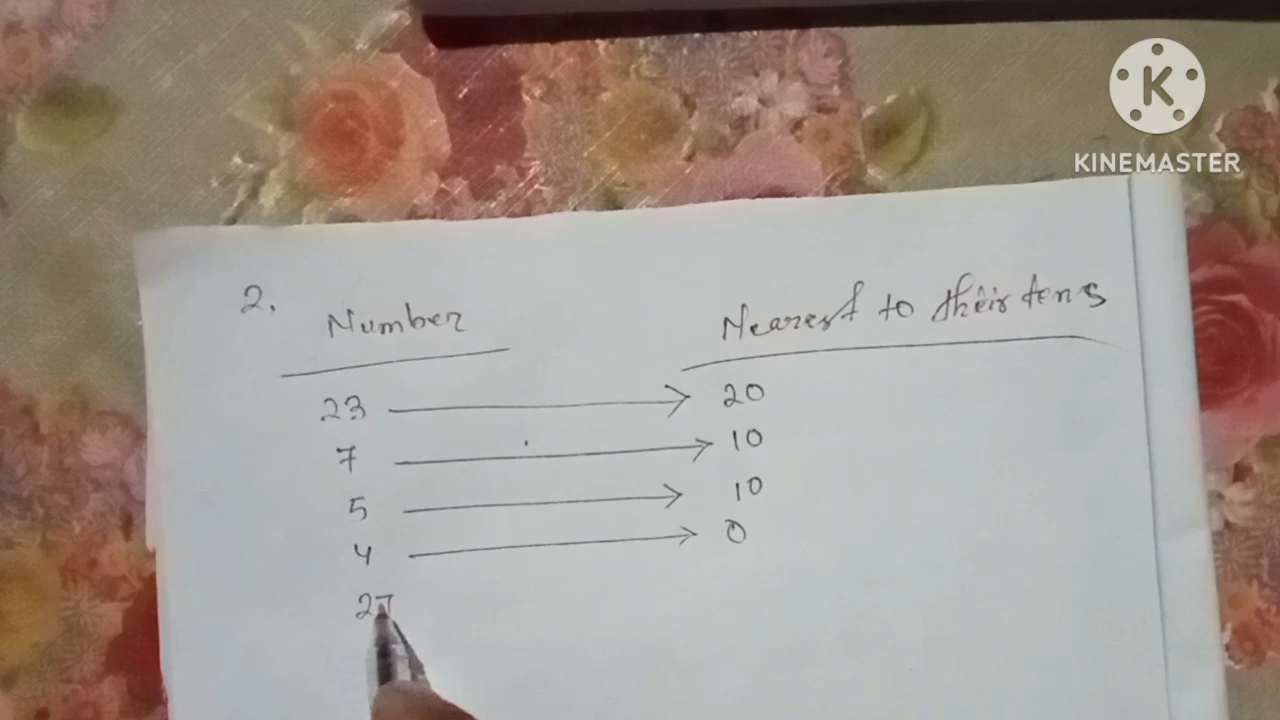 KINEMASTER
2. Number Nearest to their tens
23 → 20
7 → 10
5 → 10
4 → 0
27